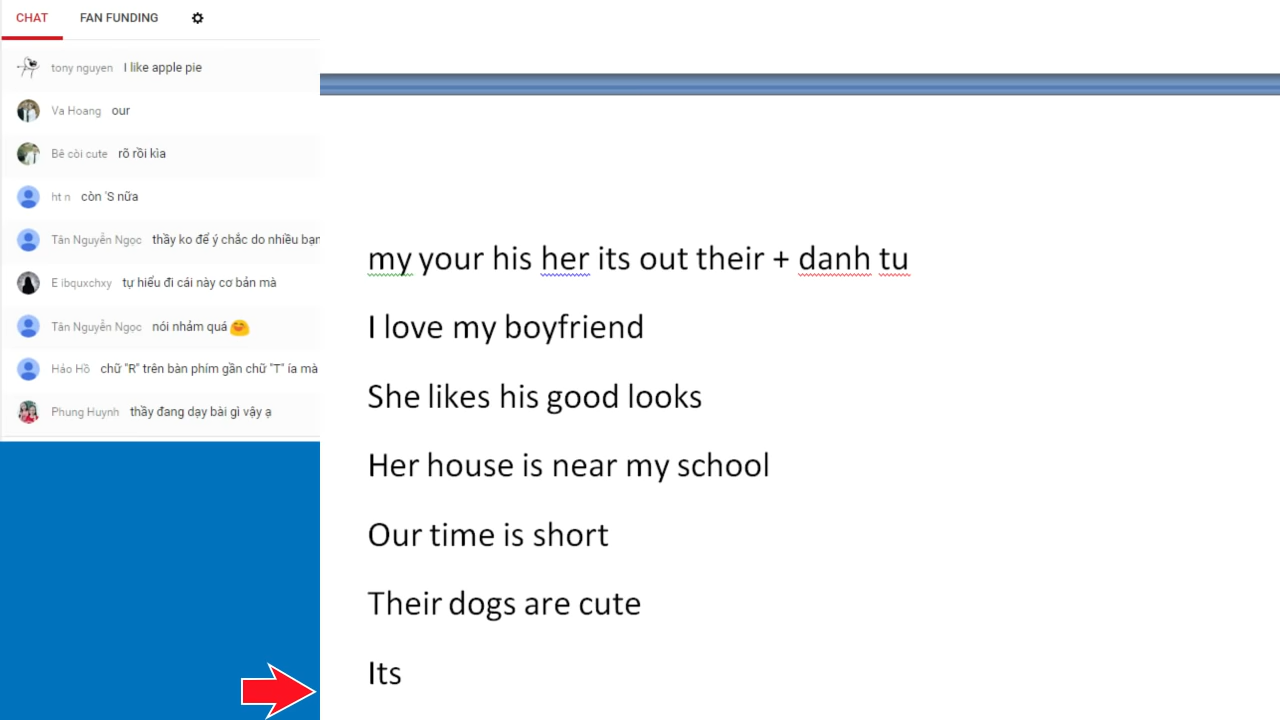 CHAT FAN FUNDING
tony nguyen I like apple pie
Va Hoang our
Bê còi cute rõ rồi kìa
ht n còn 'S nữa
Tân Nguyễn Ngọc thầy ko để ý chắc do nhiều bạn
E ibquxchxy tự hiểu đi cái này cơ bản mà
Tân Nguyễn Ngọc nói nhảm quá
Hảo Hồ chữ "R" trên bàn phím gần chữ "T" ía mà
Phung Huynh thầy đang dạy bài gì vậy ạ
my your his her its out their + danh tu
I love my boyfriend
She likes his good looks
Her house is near my school
Our time is short
Their dogs are cute
Its